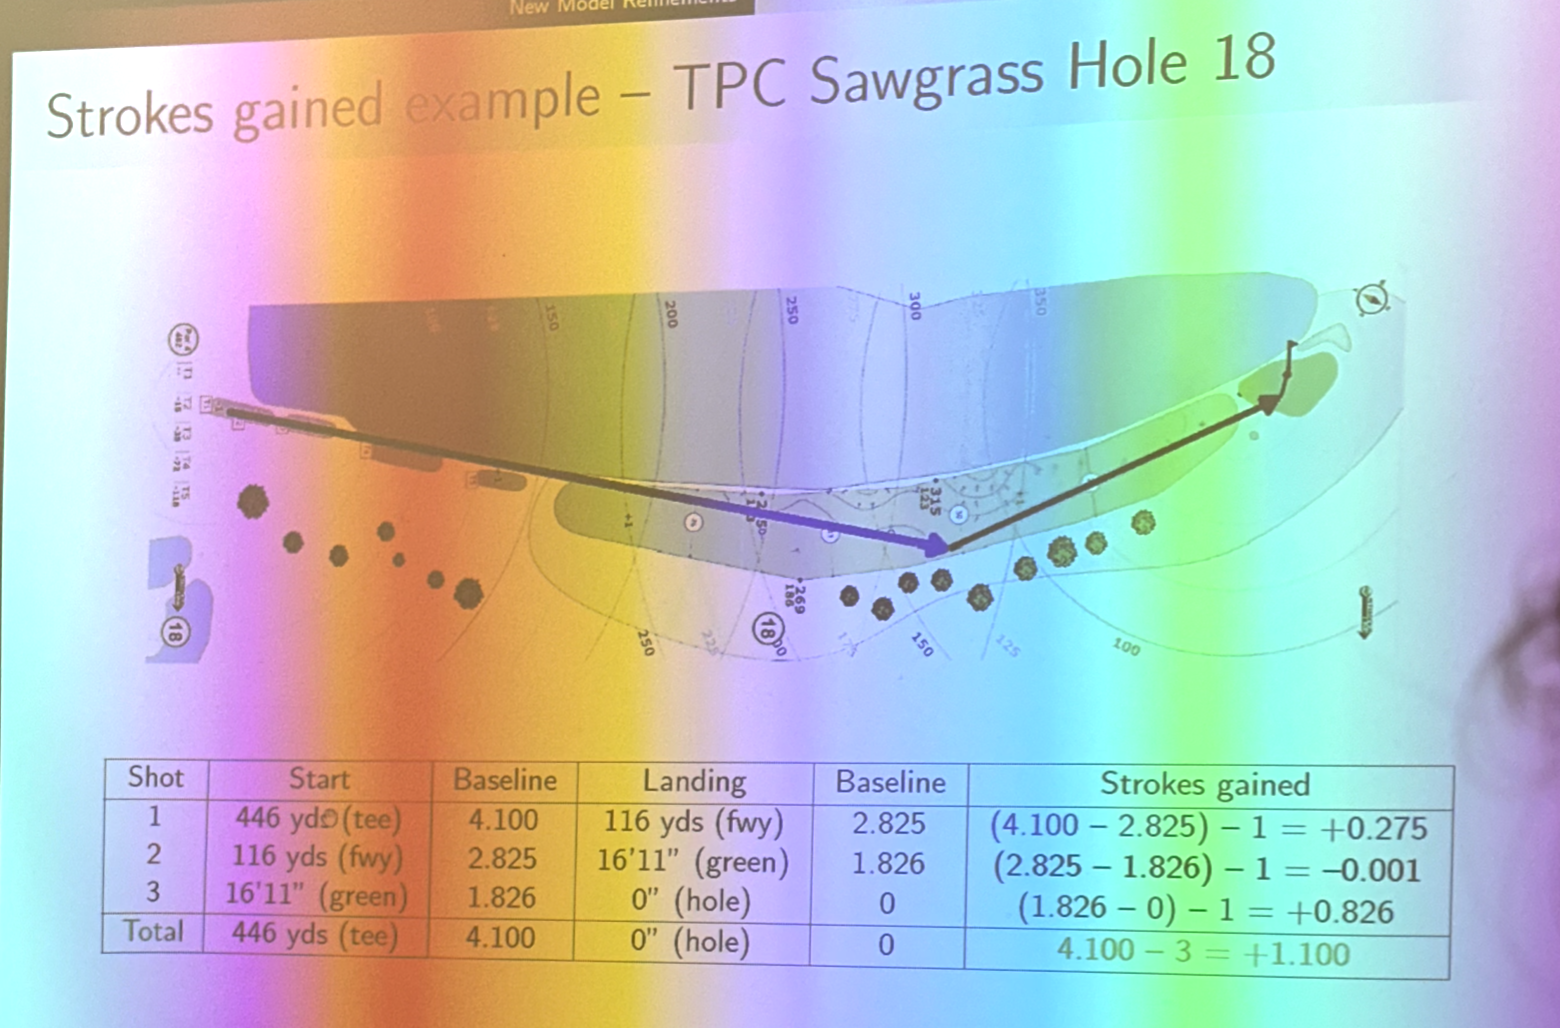 New Model Refinements
Strokes gained example – TPC Sawgrass Hole 18
150
200
250
300
350
315
123
269
186
18
18
250
225
150
125
100
Shot Start Baseline Landing Baseline Strokes gained
1 446 yds (tee) 4.100 116 yds (fwy) 2.825 (4.100 – 2.825) – 1 = +0.275
2 116 yds (fwy) 2.825 16'11" (green) 1.826 (2.825 – 1.826) – 1 = –0.001
3 16'11" (green) 1.826 0" (hole) 0 (1.826 – 0) – 1 = +0.826
Total 446 yds (tee) 4.100 0" (hole) 0 4.100 – 3 = +1.100